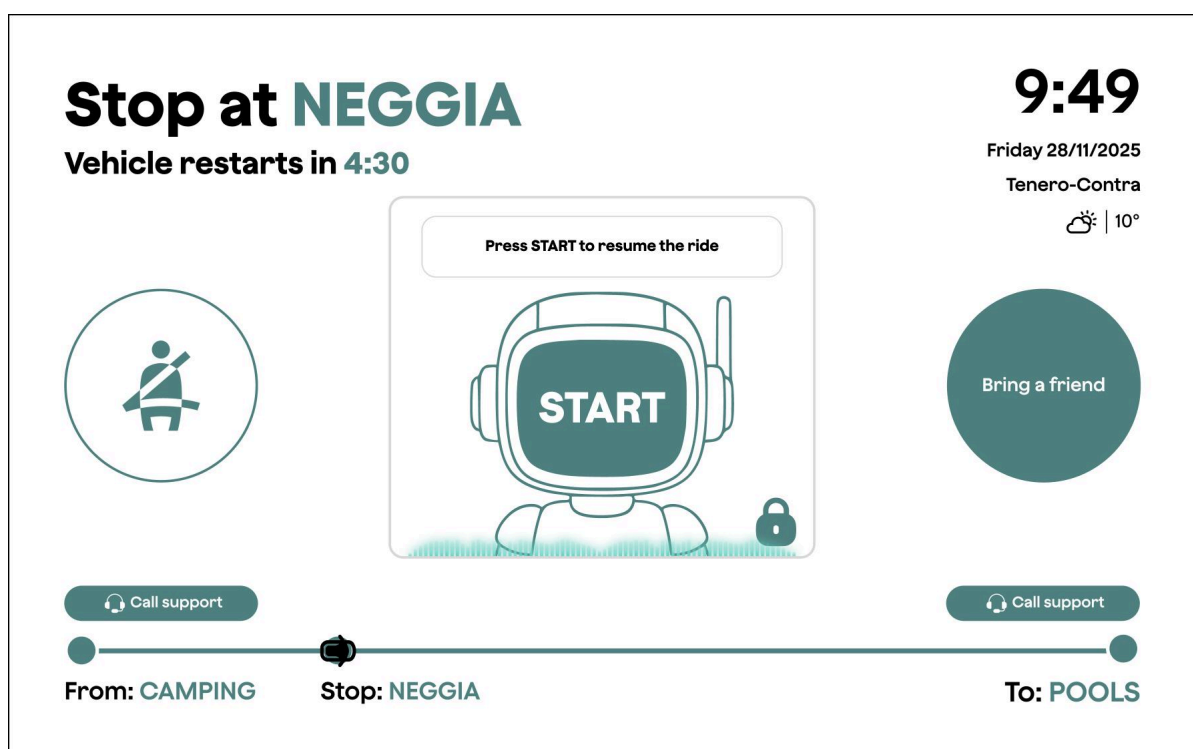 Stop at NEGGIA
Vehicle restarts in 4:30
9:49
Friday 28/11/2025
Tenero-Contra
10°
Press START to resume the ride
START
Bring a friend
Call support
Call support
From: CAMPING
Stop: NEGGIA
To: POOLS